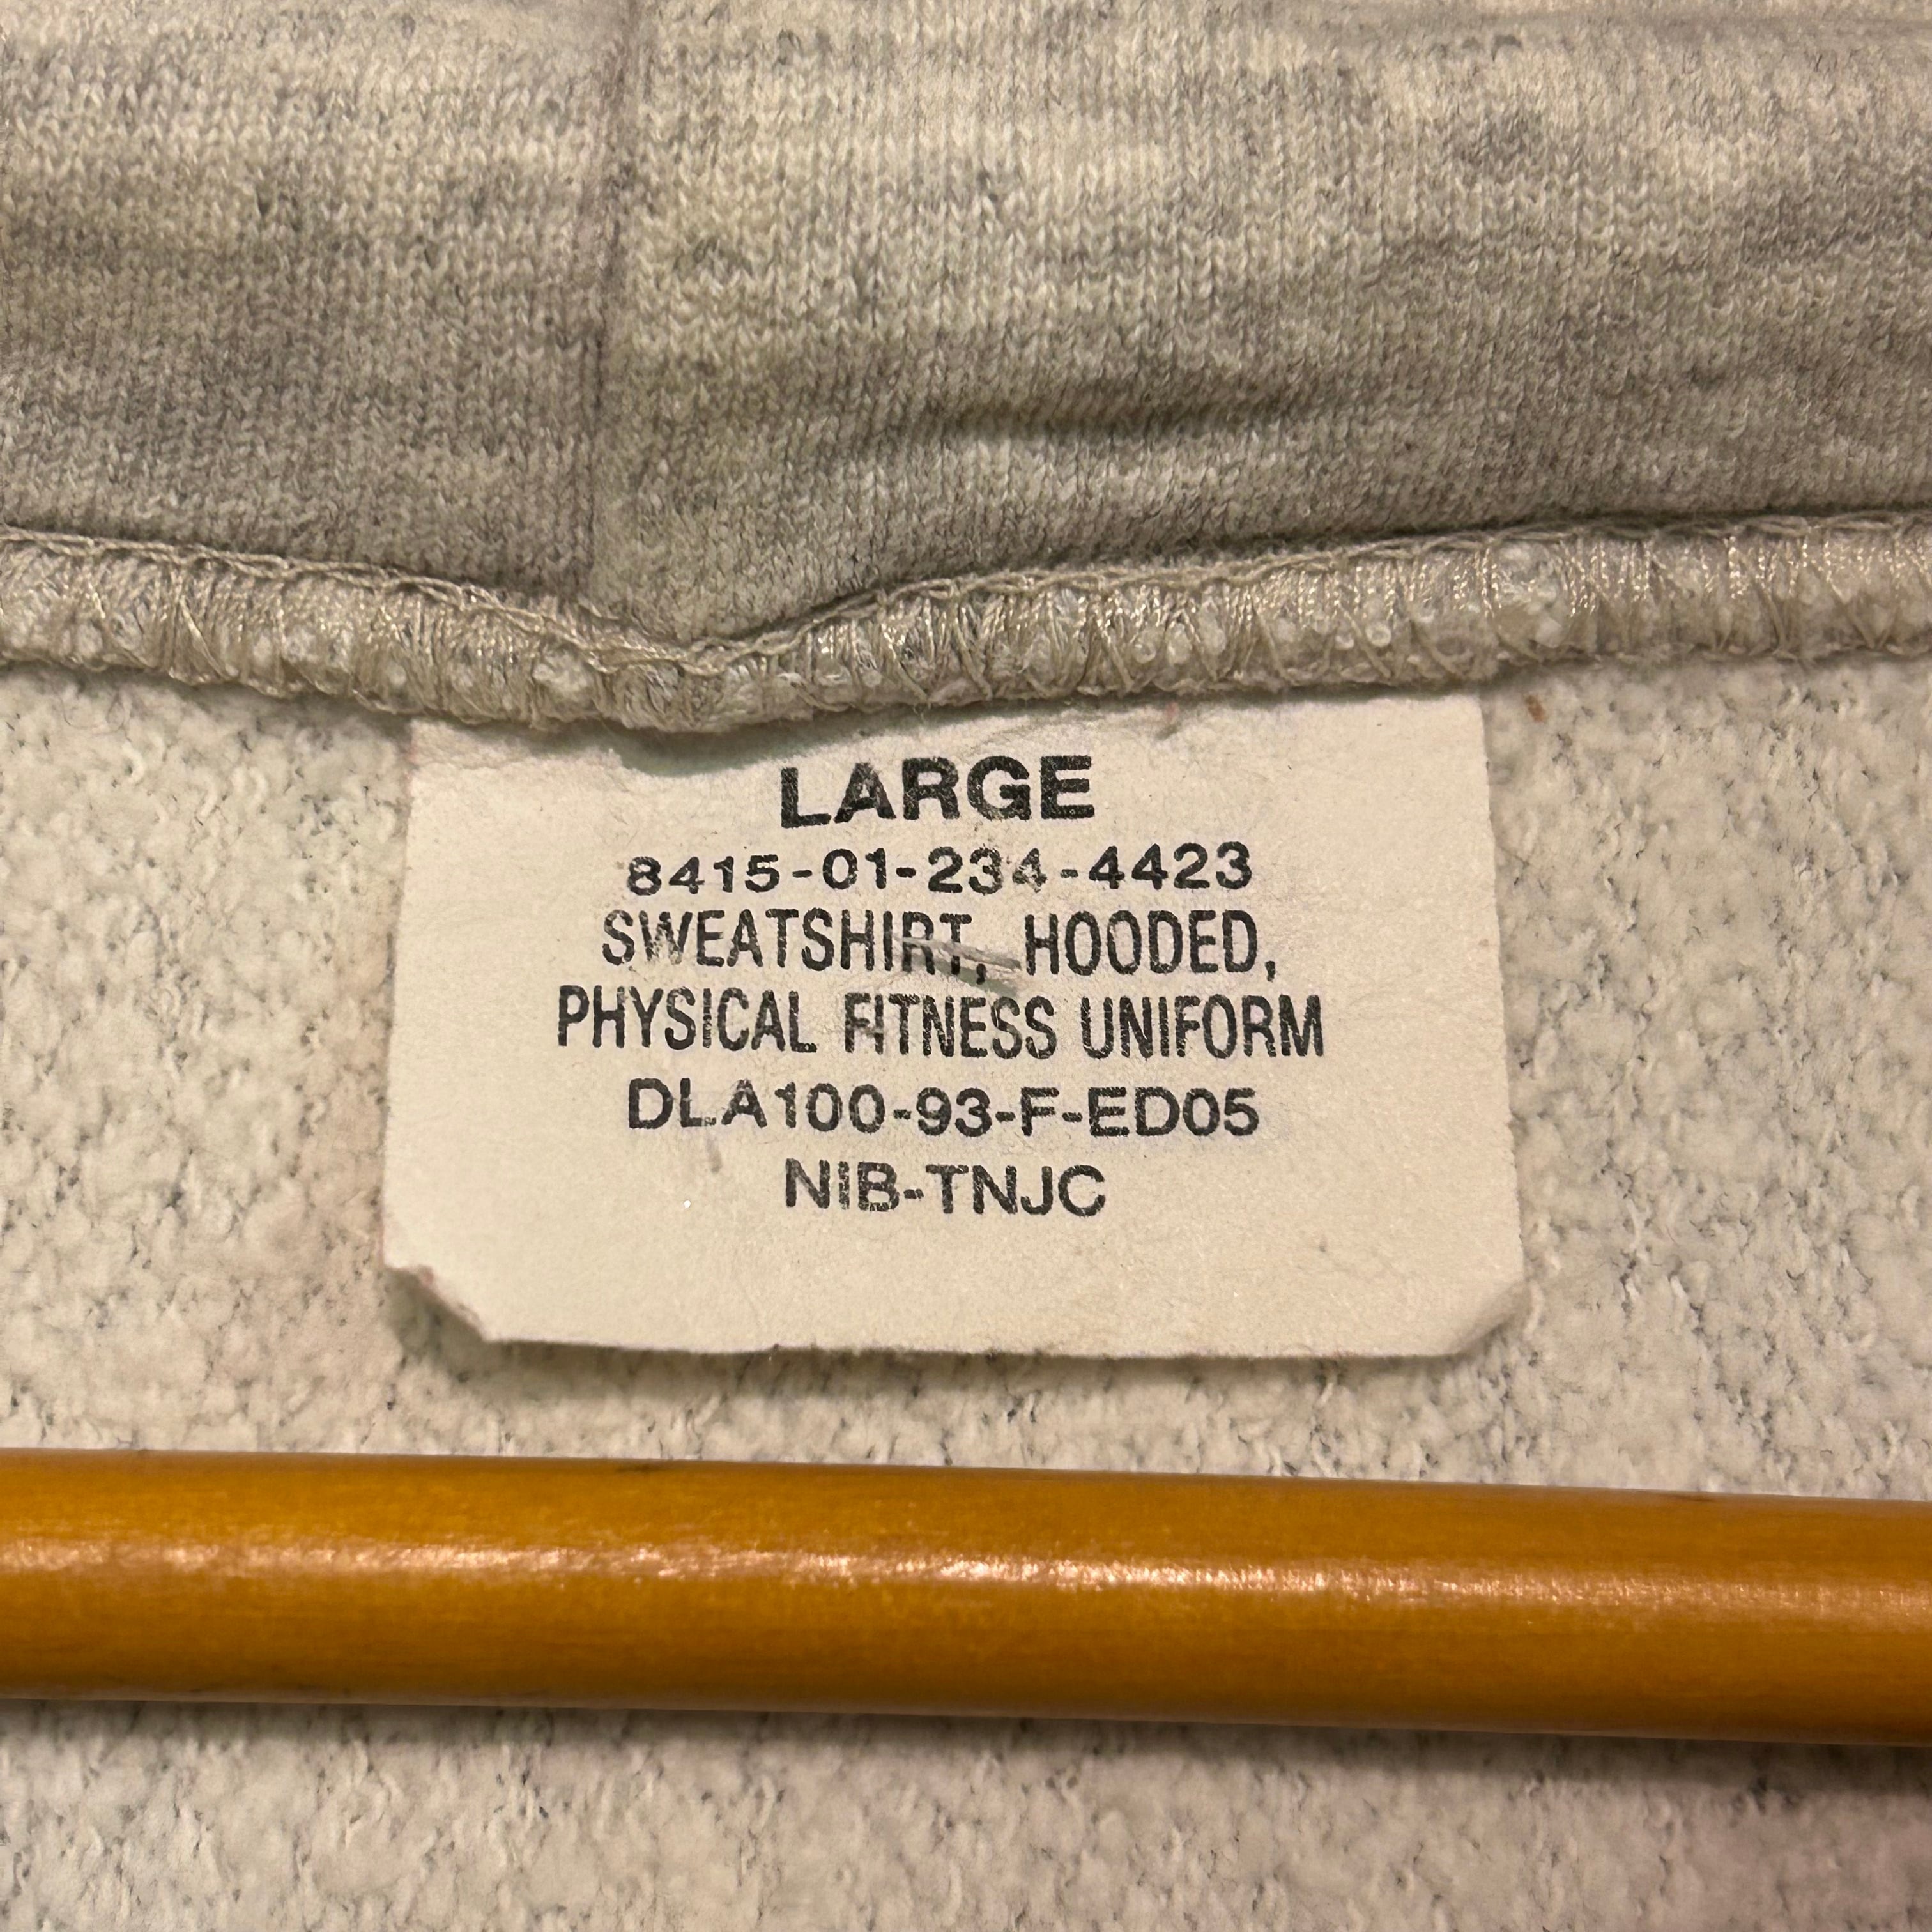 LARGE
8415-01-234-4423
SWEATSHIRT, HOODED,
PHYSICAL FITNESS UNIFORM
DLA100-93-F-ED05
NIB-TNJC